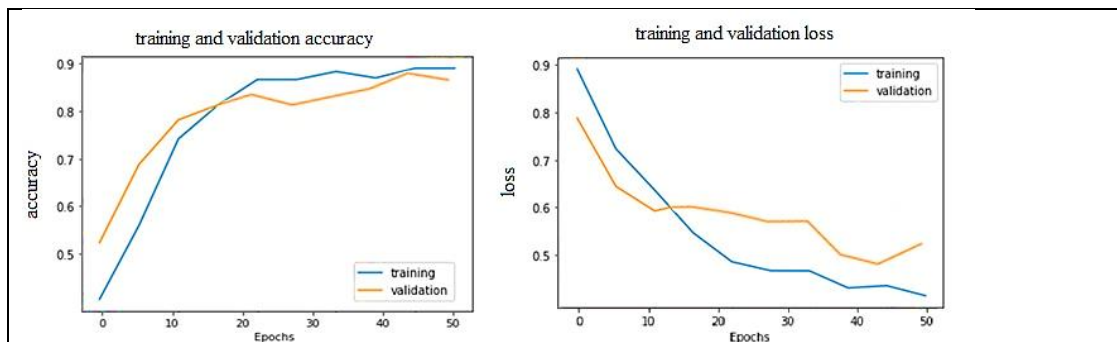 training and validation accuracy
accuracy
0.9
0.8
0.7
0.6
0.5
training
validation
0 10 20 30 40 50
Epochs
training and validation loss
loss
0.9
0.8
0.7
0.6
0.5
training
validation
0 10 20 30 40 50
Epochs